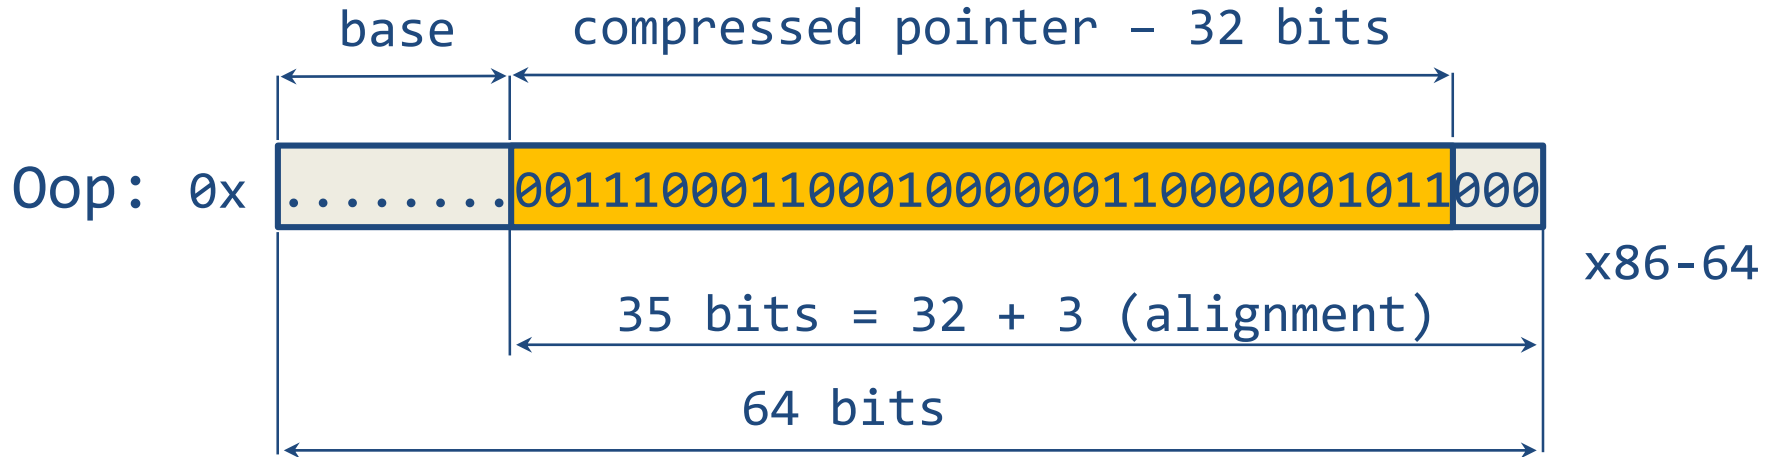 base
compressed pointer – 32 bits
Oop: 0x ........00111000110001000000110000001011000
x86-64
35 bits = 32 + 3 (alignment)
64 bits